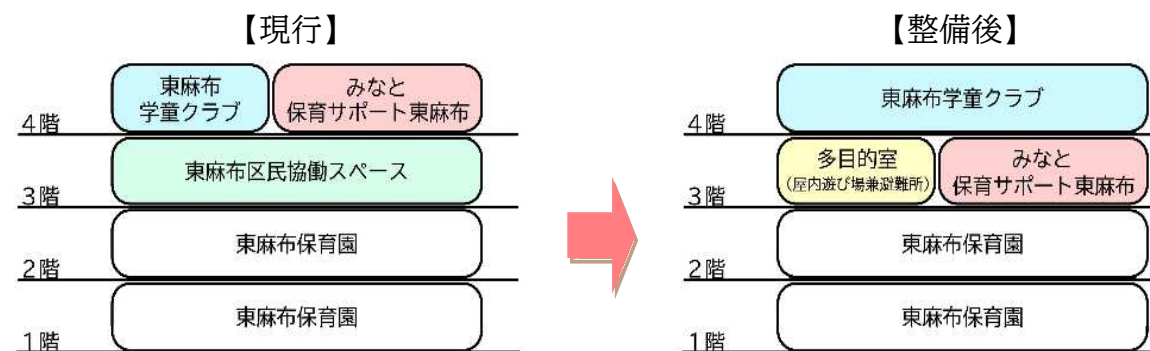 【現行】
東麻布
学童クラブ
みなと
保育サポート東麻布
4階
東麻布区民協働スペース
3階
東麻布保育園
2階
東麻布保育園
1階
【整備後】
東麻布学童クラブ
4階
多目的室
(屋内遊び場兼避難所)
みなと
保育サポート東麻布
3階
東麻布保育園
2階
東麻布保育園
1階